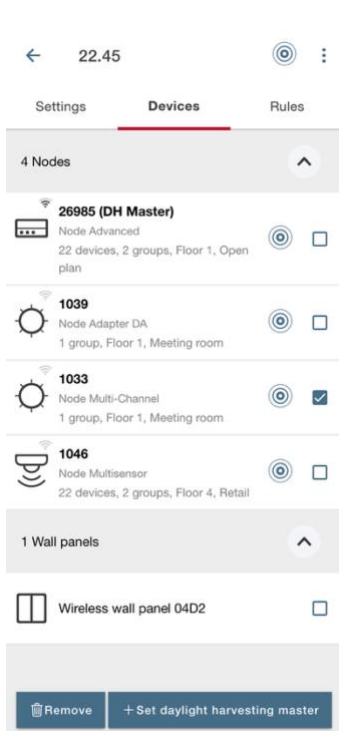 22.45
Settings Devices Rules
4 Nodes
26985 (DH Master)
Node Advanced
22 devices, 2 groups, Floor 1, Open
plan
1039
Node Adapter DA
1 group, Floor 1, Meeting room
1033
Node Multi-Channel
1 group, Floor 1, Meeting room
1046
Node Multisensor
22 devices, 2 groups, Floor 4, Retail
1 Wall panels
Wireless wall panel 04D2
Remove +Set daylight harvesting master